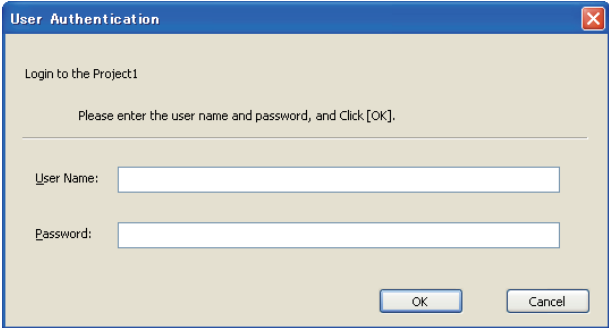 User Authentication
Login to the Project1
Please enter the user name and password, and Click [OK].
User Name:
Password:
OK Cancel